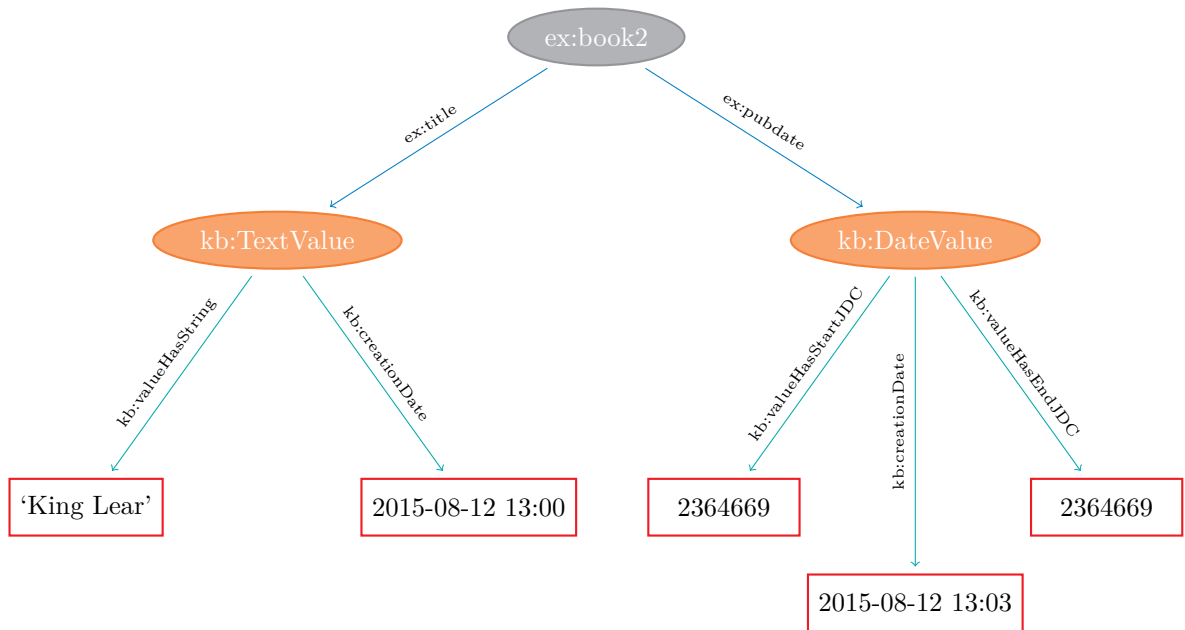 ex:book2
ex:title
ex:pubdate
kb:TextValue
kb:DateValue
kb:valueHasString
kb:creationDate
kb:valueHasStartJDC
kb:creationDate
kb:valueHasEndJDC
‘King Lear’
2015-08-12 13:00
2364669
2364669
2015-08-12 13:03